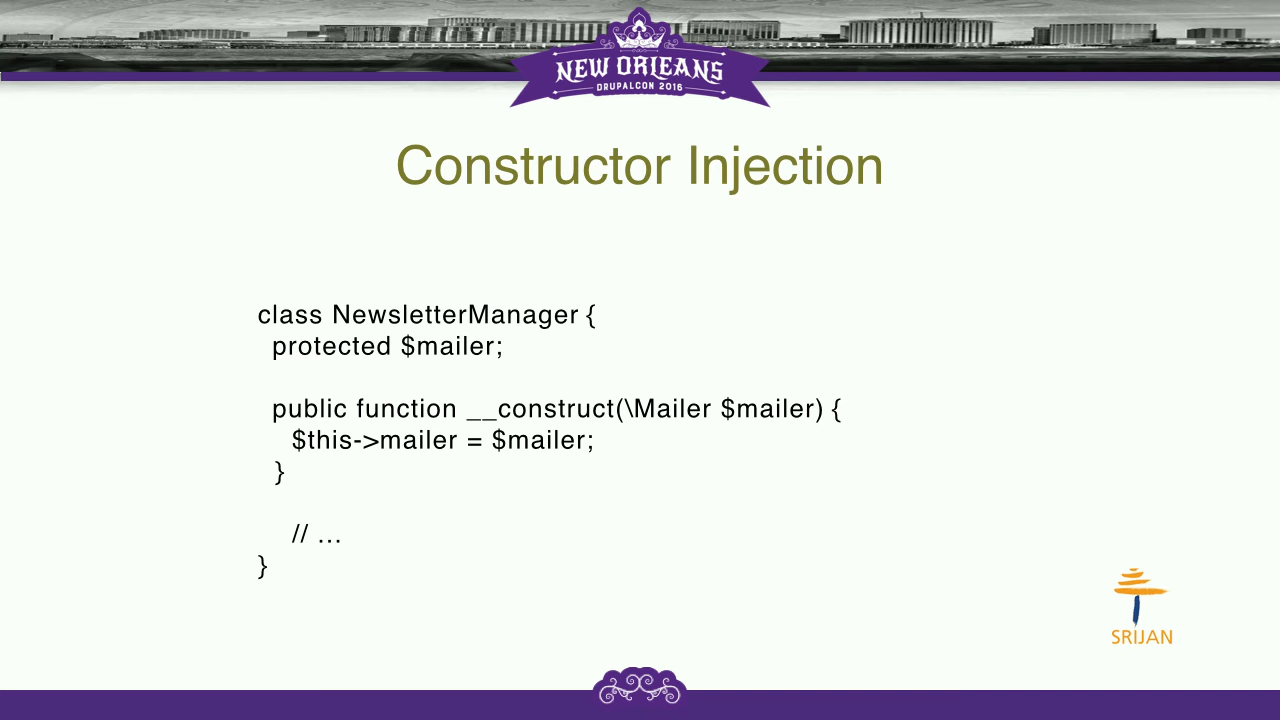 NEW ORLEANS
DRUPALCON 2016
Constructor Injection
class NewsletterManager {
protected $mailer;
public function __construct(\Mailer $mailer) {
$this->mailer = $mailer;
}
// ...
}
SRIJAN